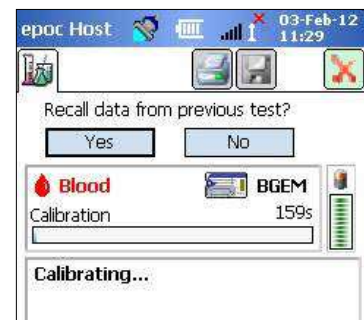 epoc Host 03-Feb-12
11:29
Recall data from previous test?
Yes No
Blood BGEM
Calibration 159s
Calibrating...